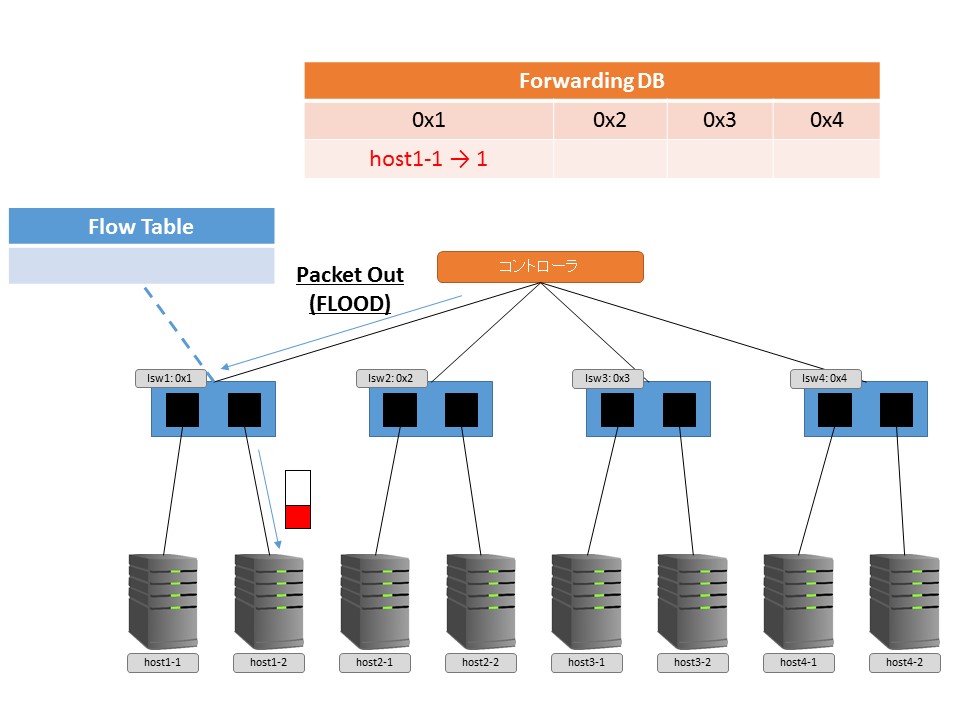 Forwarding DB
0x1 0x2 0x3 0x4
host1-1 → 1
Flow Table
コントローラ
Packet Out
(FLOOD)
lsw1: 0x1 lsw2: 0x2 lsw3: 0x3 lsw4: 0x4
host1-1 host1-2 host2-1 host2-2 host3-1 host3-2 host4-1 host4-2